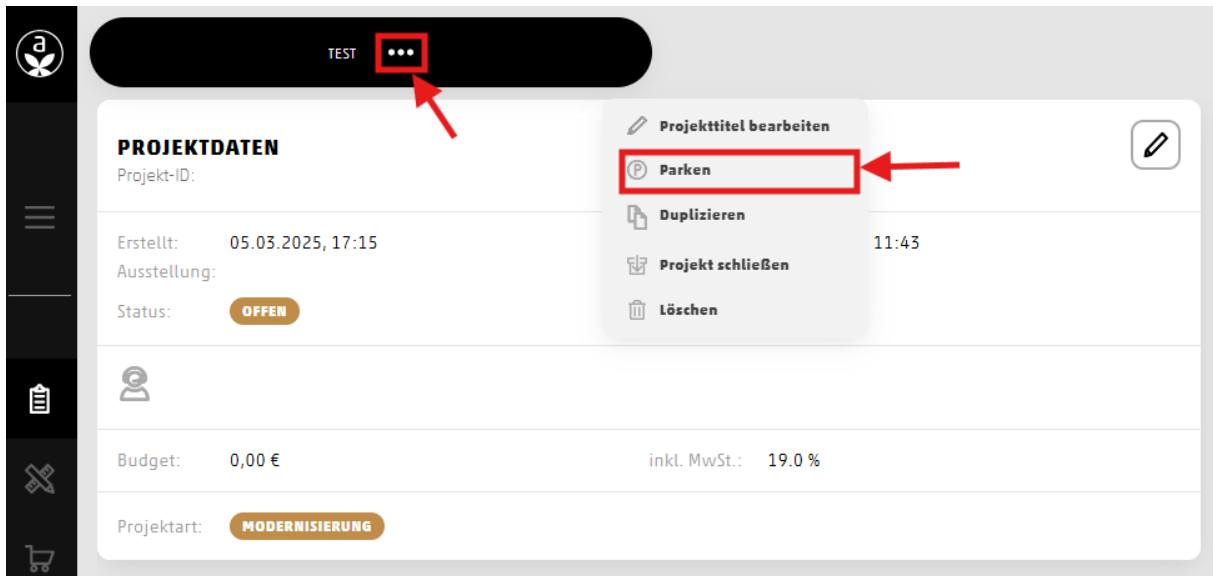 a
TEST •••
Projekttitel bearbeiten
P Parken
Duplizieren
Projekt schließen
Löschen
PROJEKTDATEN
Projekt-ID:
Erstellt: 05.03.2025, 17:15 11:43
Ausstellung:
Status: OFFEN
Budget: 0,00 € inkl. MwSt.: 19.0 %
Projektart: MODERNISIERUNG